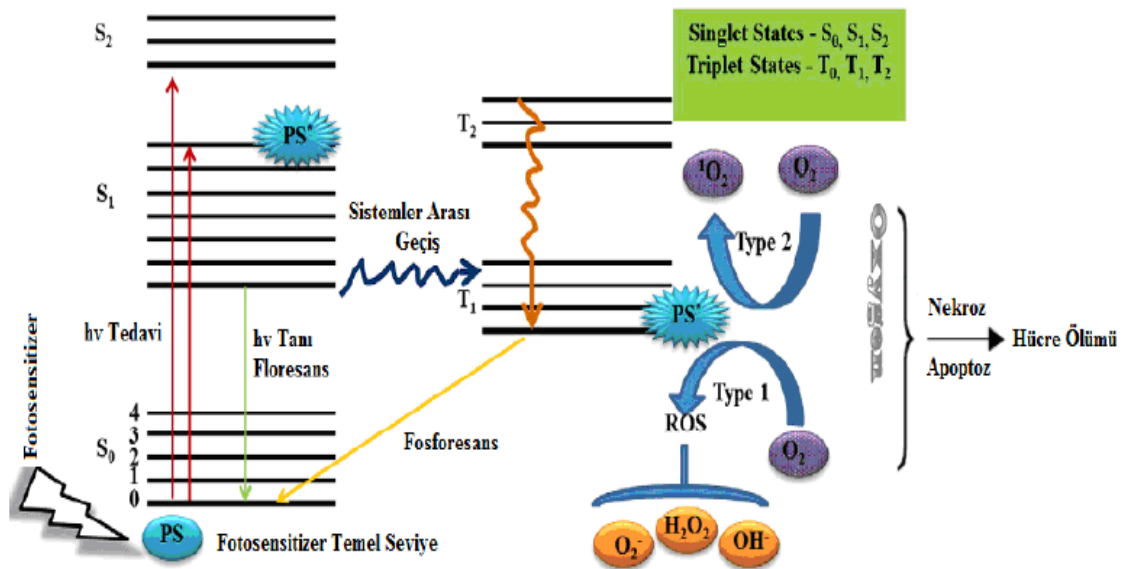 S₂
Singlet States - S₀, S₁, S₂
Triplet States - T₀, T₁, T₂
PS*
T₂
S₁
¹O₂
O₂
Sistemler Arası
Geçiş
Type 2
Oxygen
T₁
PS*
hv Tedavi
hv Tanı
Floresans
Nekroz
Apoptoz
Hücre Ölümü
Type 1
ROS
O₂
Fotosensitizer
4
3
S₀
2
1
0
Fosforesans
PS
Fotosensitizer Temel Seviye
O₂⁻
H₂O₂
OH⁻